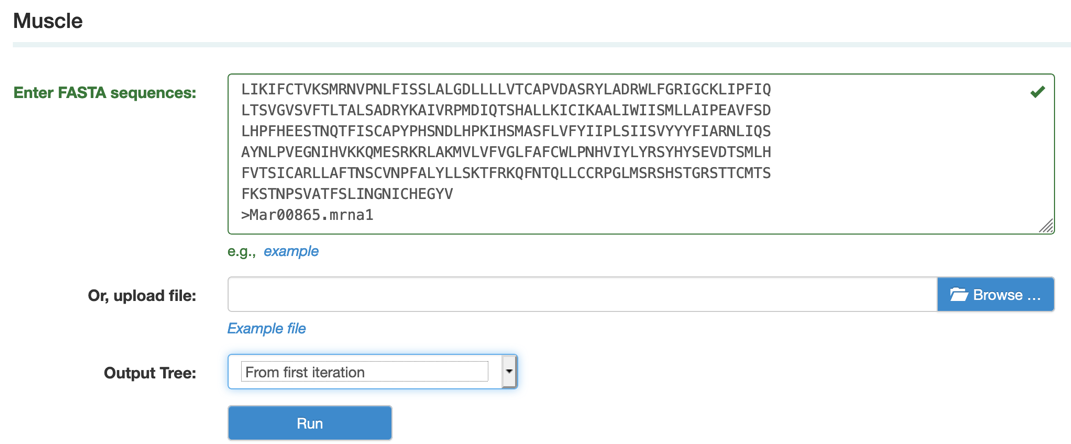 Muscle
Enter FASTA sequences:
LIKIFCTVKSMRNVPNLFISSLALGDLLLLVTCAPVDASRYLADRWLFGRIGCKLIPFIQ
LTSVGVSVFTLTALSADRYKAIVRPMDIQTSHALLKICIKAALIWIISMLLAIPEAVFSD
LHPFHEESTNQTFISCAPYPHSNDLHPKIHSMASFLVFYIIPLSIISVYYYFIARNLIQS
AYNLPVEGNIHVKKQMESRKRLAKMVLVFVGLFAFCWLPNHVIYLYRSYHYSEVDTSMLH
FVTSICARLLAFTNSCVNPFALYLLSKTFRKQFNTQLLCCRPGLMSRSHSTGRSTTCMTS
FKSTNPSVATFSLINGNICHEGYV
>Mar00865.mrna1
e.g., example
Or, upload file:
Browse ...
Example file
Output Tree:
From first iteration
Run